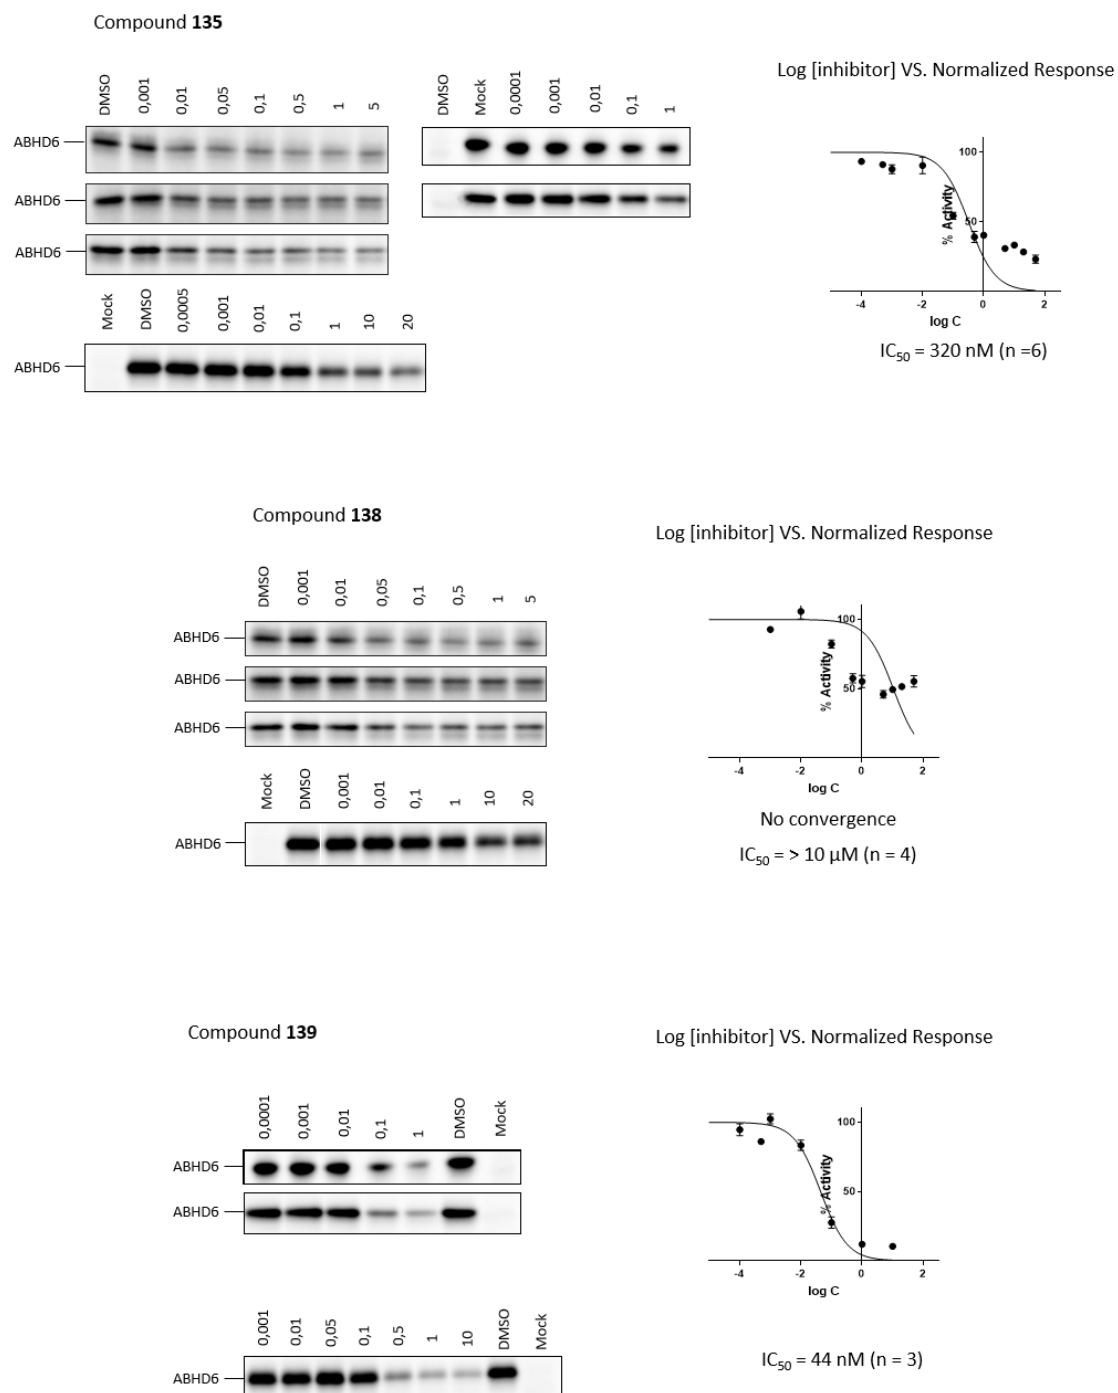 Compound 135
DMSO 0,001 0,01 0,05 0,1 0,5 1 5
ABHD6
ABHD6
ABHD6
Mock DMSO 0,0005 0,001 0,01 0,1 1 10 20
ABHD6
DMSO Mock 0,0001 0,001 0,01 0,1 1
Log [inhibitor] VS. Normalized Response
100
50
% Activity
-4 -2 0 2
log C
IC50 = 320 nM (n =6)
Compound 138
DMSO 0,001 0,01 0,05 0,1 0,5 1 5
ABHD6
ABHD6
ABHD6
Mock DMSO 0,001 0,01 0,1 1 10 20
ABHD6
Log [inhibitor] VS. Normalized Response
100
50
% Activity
-4 -2 0 2
log C
No convergence
IC50 = > 10 µM (n = 4)
Compound 139
0,0001 0,001 0,01 0,1 1 DMSO Mock
ABHD6
ABHD6
0,001 0,01 0,05 0,1 0,5 1 10 DMSO Mock
ABHD6
Log [inhibitor] VS. Normalized Response
100
50
% Activity
-4 -2 0 2
log C
IC50 = 44 nM (n = 3)